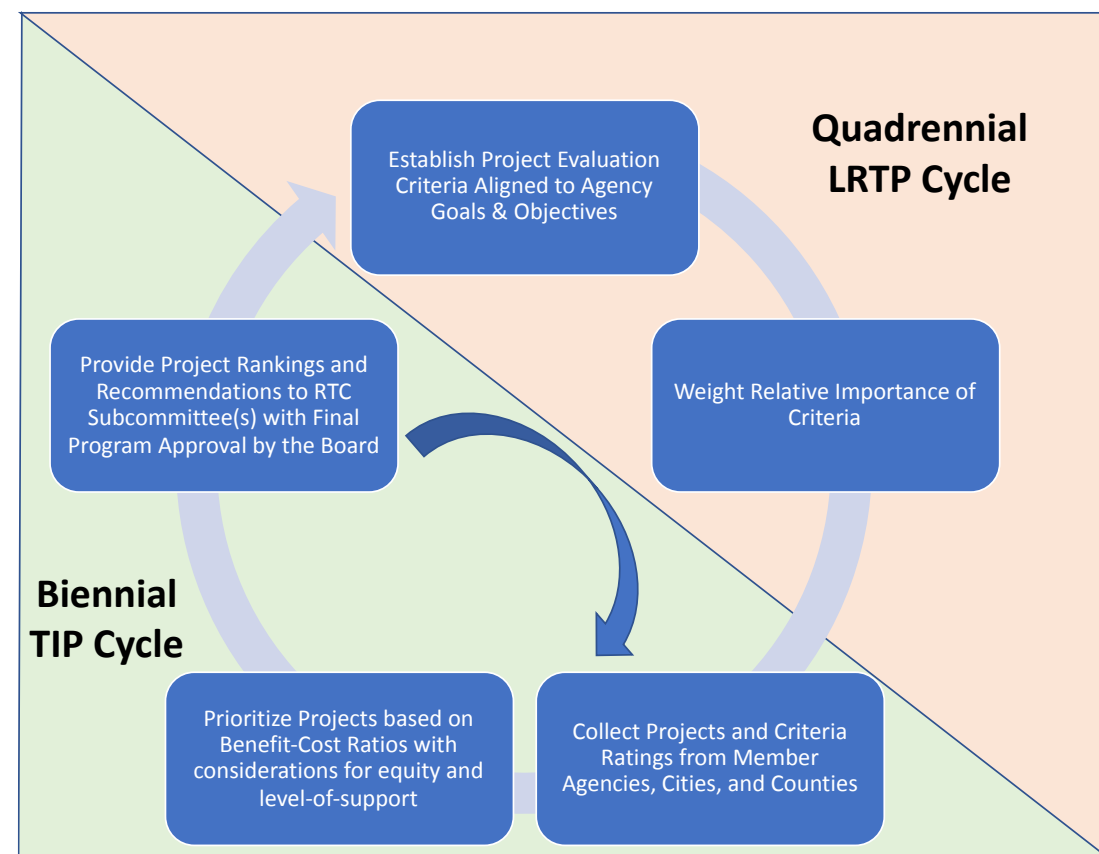 Quadrennial
LRTP Cycle
Establish Project Evaluation
Criteria Aligned to Agency
Goals & Objectives
Weight Relative Importance of
Criteria
Collect Projects and Criteria
Ratings from Member
Agencies, Cities, and Counties
Prioritize Projects based on
Benefit-Cost Ratios with
considerations for equity and
level-of-support
Provide Project Rankings and
Recommendations to RTC
Subcommittee(s) with Final
Program Approval by the Board
Biennial
TIP Cycle